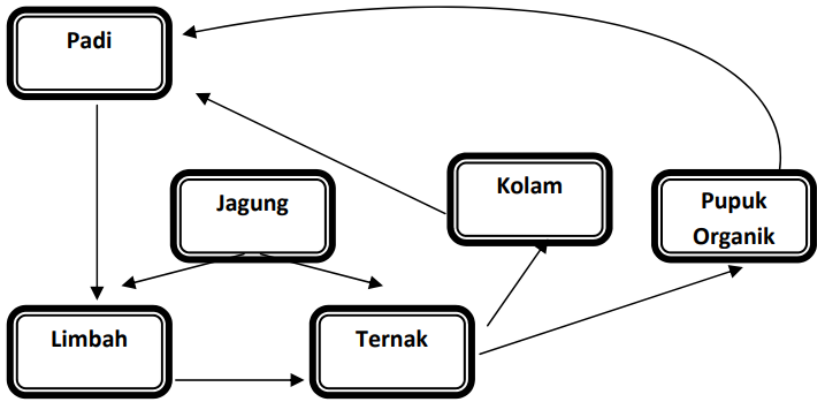 Padi
Jagung
Kolam
Pupuk
Organik
Limbah
Ternak